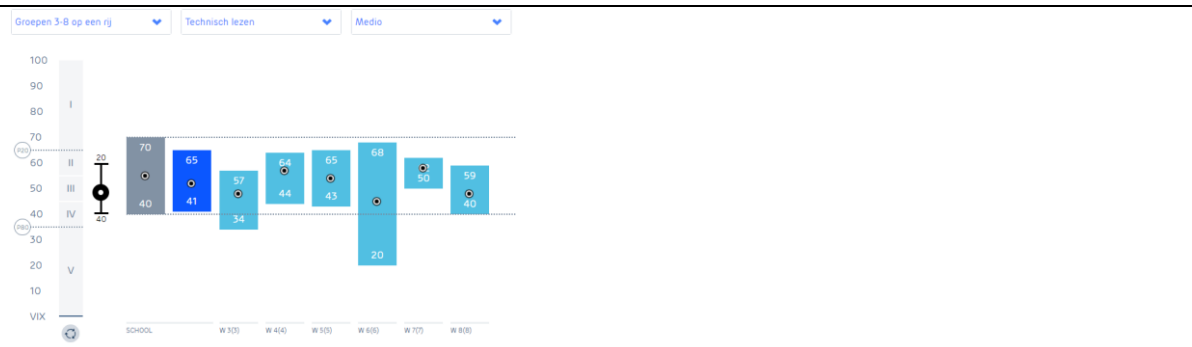 Groepen 3-8 op een rij
Technisch lezen
Medio
100
90
80
70
60
50
40
30
20
10
VIX
I
II
III
IV
V
P20
P80
20
40
70
40
65
41
57
34
64
44
65
43
68
20
50
59
40
SCHOOL
W 3(3)
W 4(4)
W 5(5)
W 6(6)
W 7(7)
W 8(8)